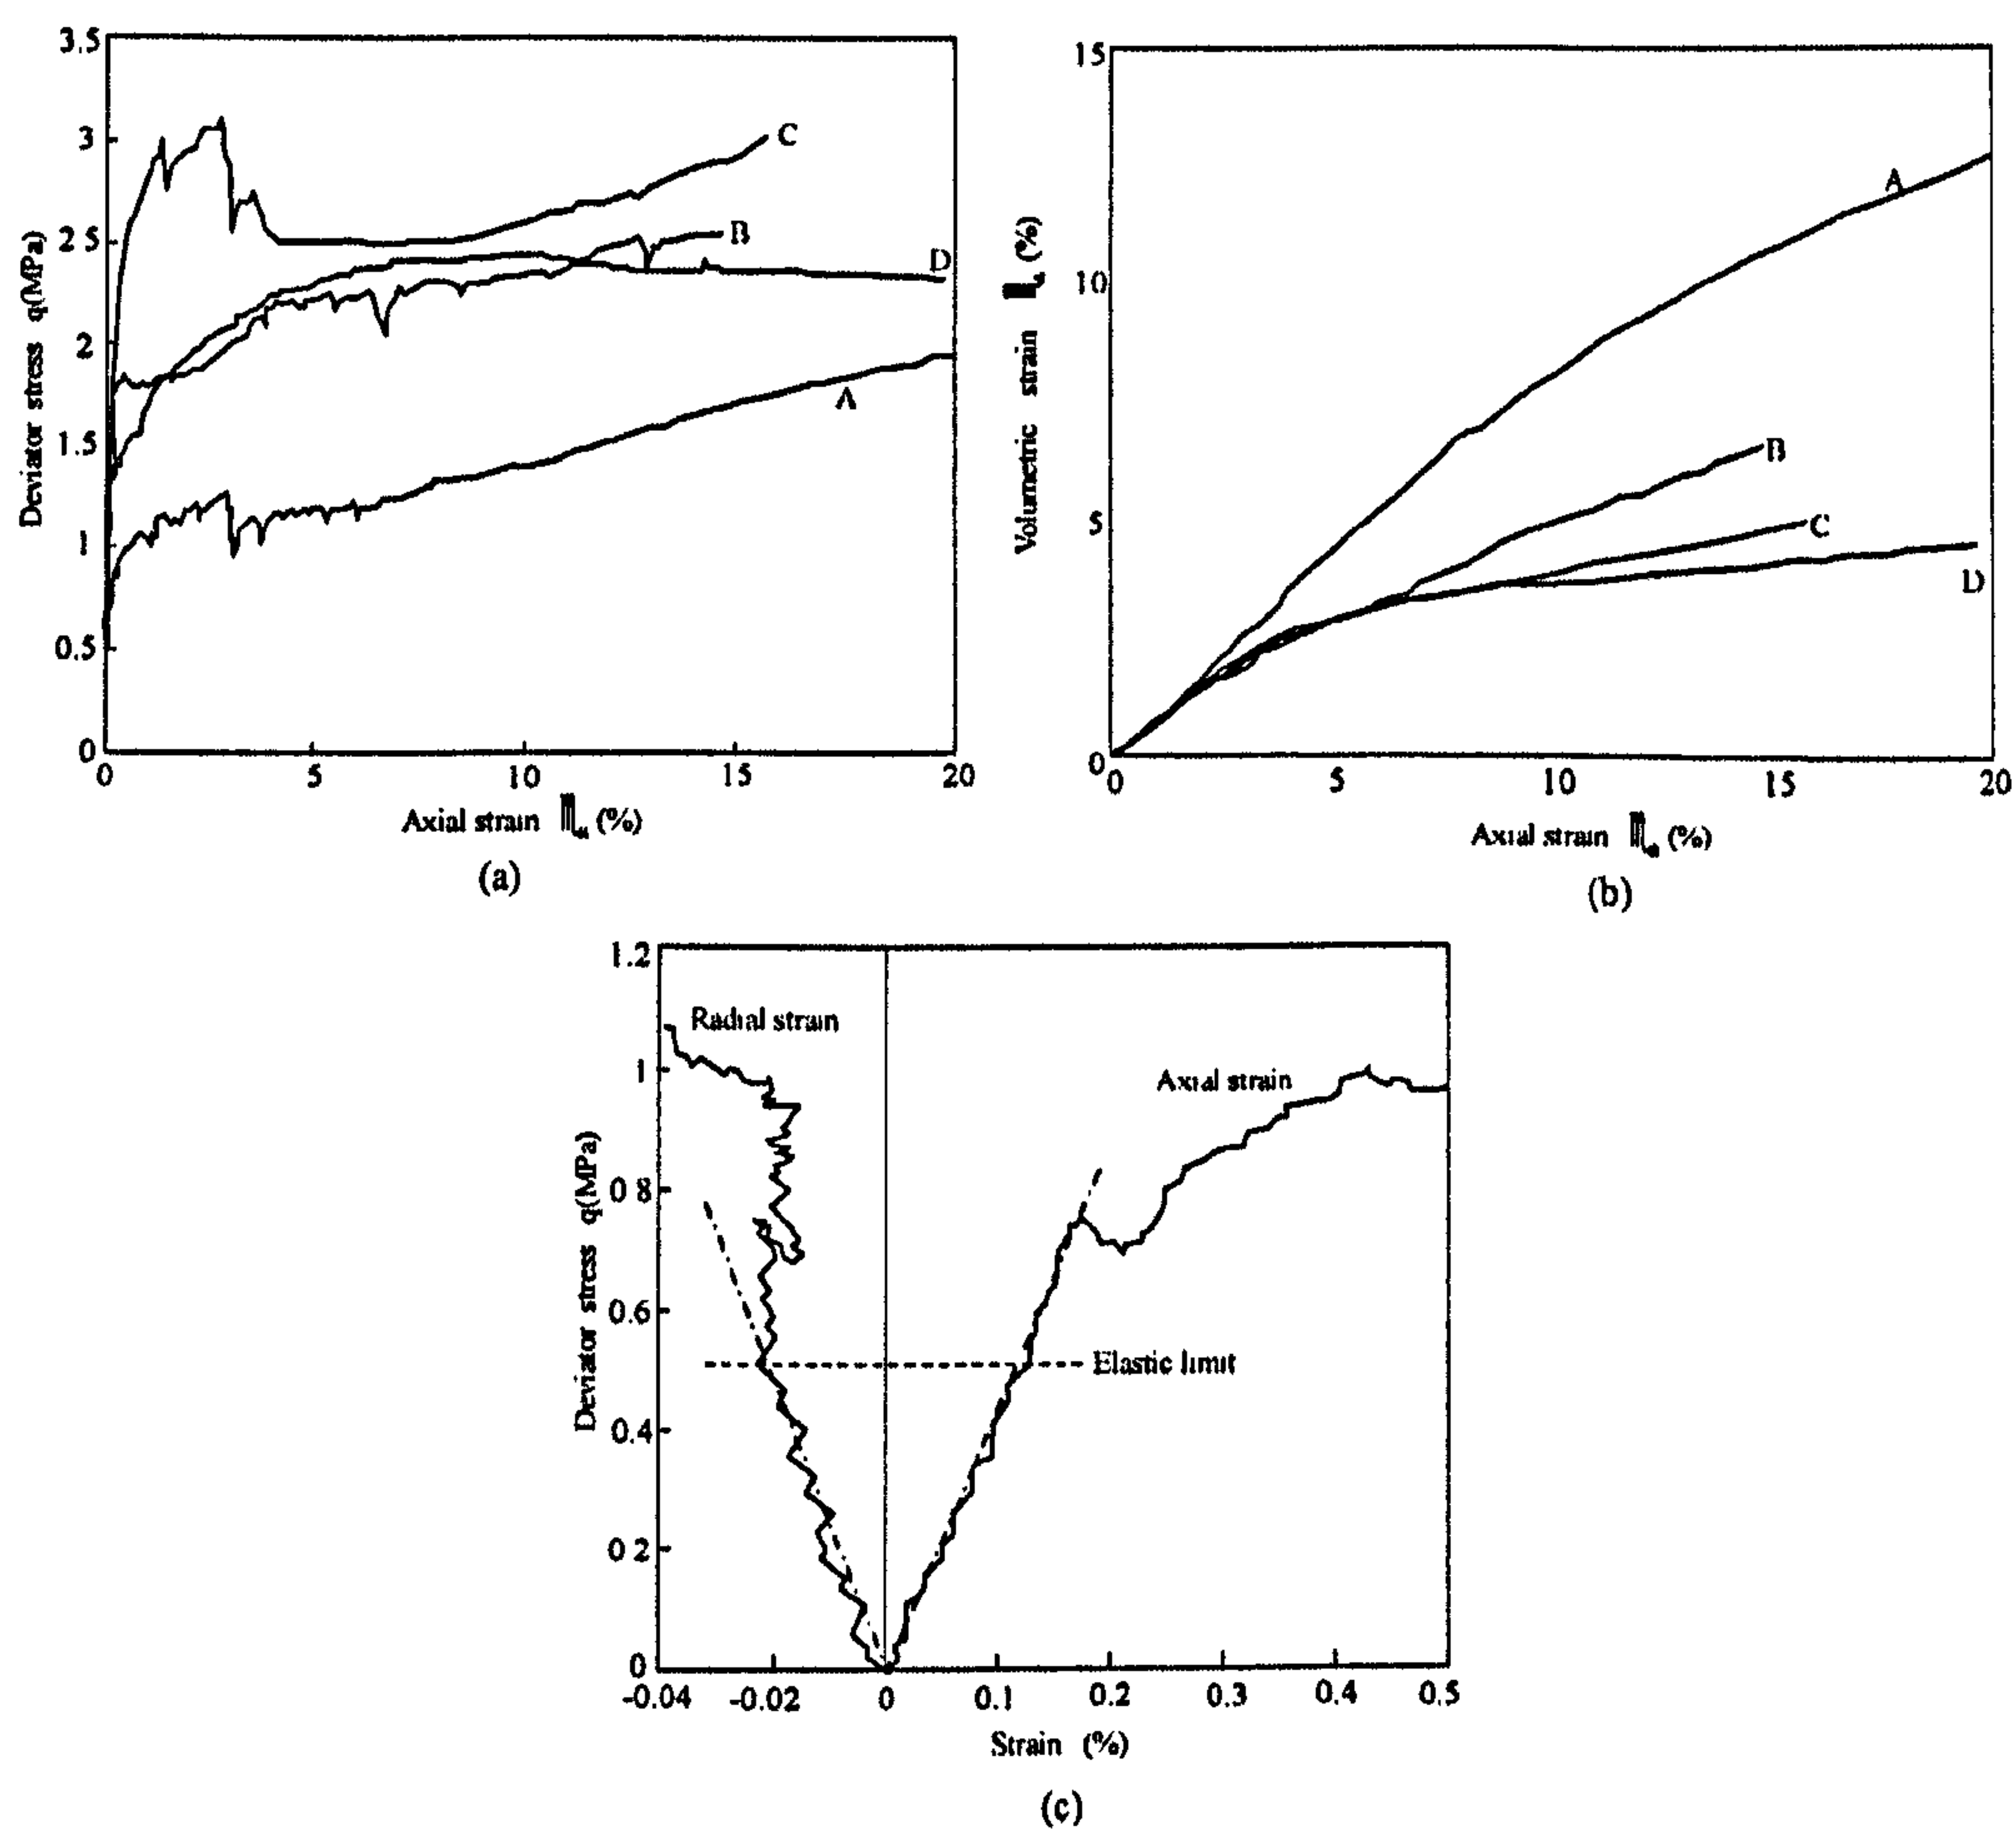 3.5
3
2 5
2
1.5
1
0.5
0
Deviator stress q(MPa)
C
B
D
A
0 5 10 15 20
Axial strain (%)
(a)
15
10
5
0
Volumetric strain (%)
A
B
C
D
0 5 10 15 20
Axial strain (%)
(b)
1.2
1
0 8
0.6
0.4
0 2
0
Deviator stress q(MPa)
Radial strain
Axial strain
Elastic limit
-0.04 -0.02 0 0.1 0.2 0.3 0.4 0.5
Strain (%)
(c)